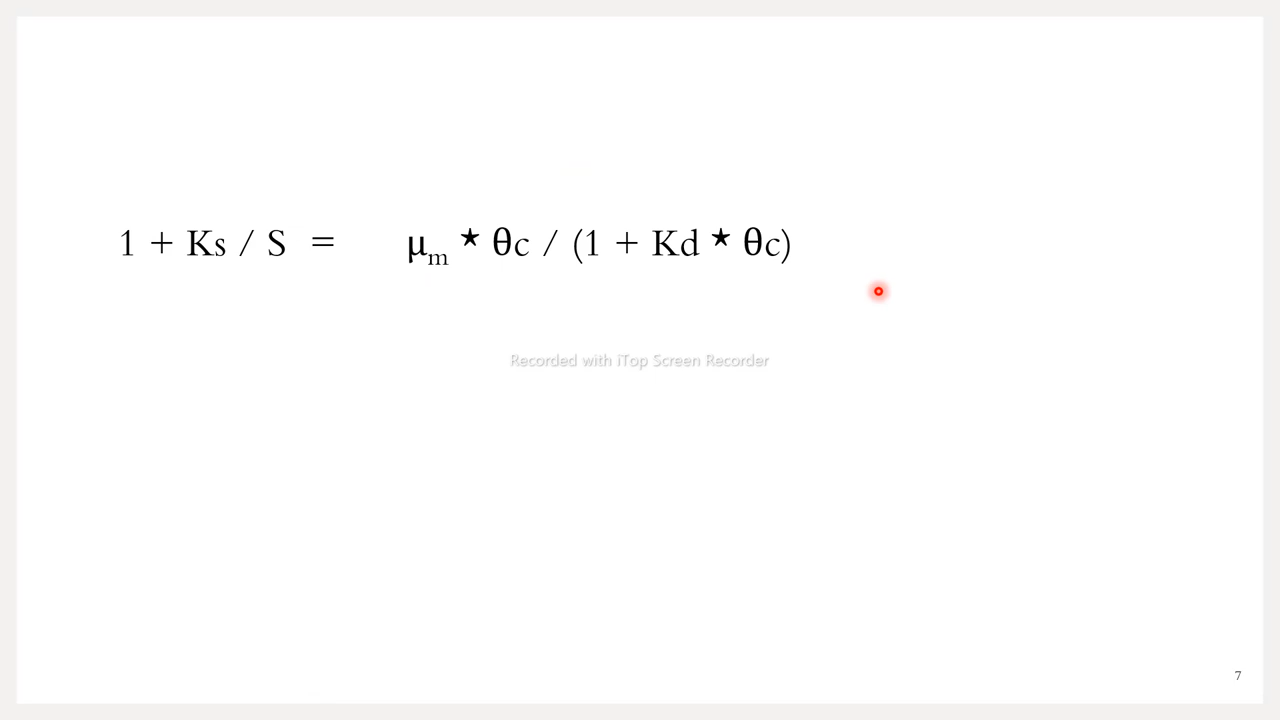 1 + Ks / S = μm * θc / (1 + Kd * θc)
Recorded with iTop Screen Recorder
7